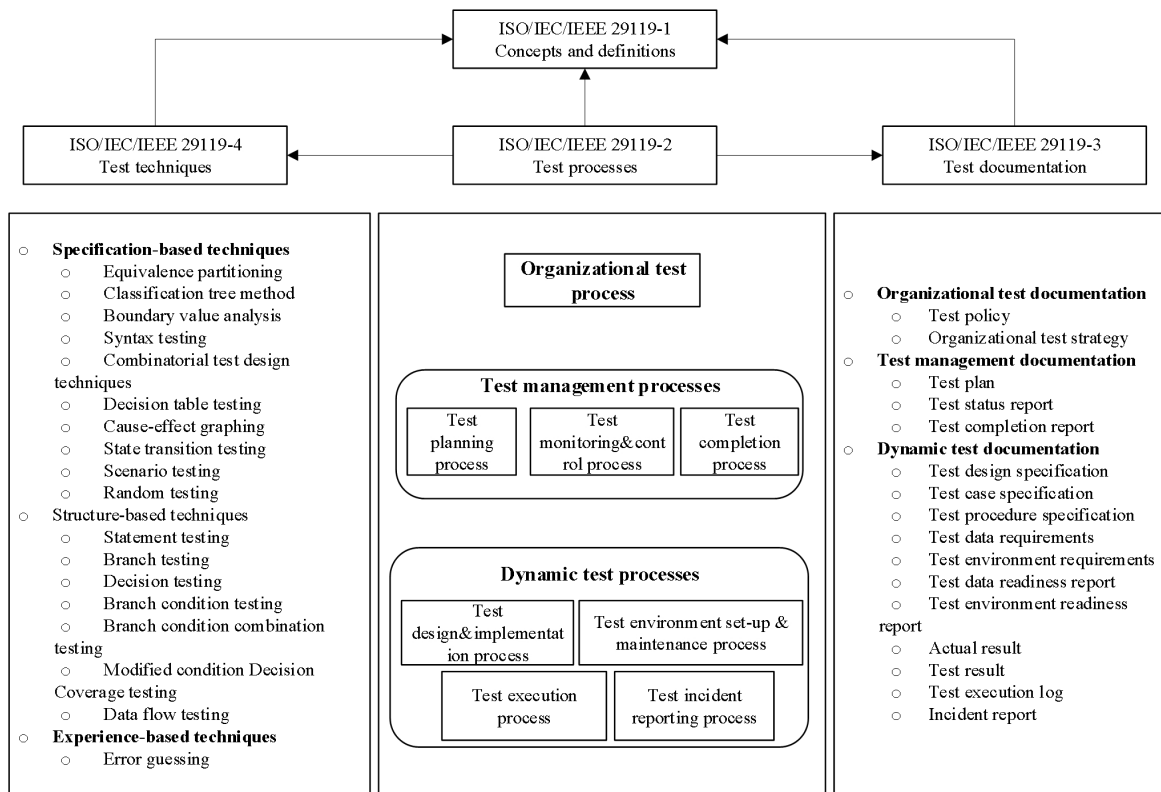 ISO/IEC/IEEE 29119-1
Concepts and definitions
ISO/IEC/IEEE 29119-4
Test techniques
ISO/IEC/IEEE 29119-2
Test processes
ISO/IEC/IEEE 29119-3
Test documentation
○ Specification-based techniques
○ Equivalence partitioning
○ Classification tree method
○ Boundary value analysis
○ Syntax testing
○ Combinatorial test design
techniques
○ Decision table testing
○ Cause-effect graphing
○ State transition testing
○ Scenario testing
○ Random testing
○ Structure-based techniques
○ Statement testing
○ Branch testing
○ Decision testing
○ Branch condition testing
○ Branch condition combination
testing
○ Modified condition Decision
Coverage testing
○ Data flow testing
○ Experience-based techniques
○ Error guessing
Organizational test
process
Test management processes
Test
planning
process
Test
monitoring&cont
rol process
Test
completion
process
Dynamic test processes
Test
design&implementat
ion process
Test environment set-up &
maintenance process
Test execution
process
Test incident
reporting process
○ Organizational test documentation
○ Test policy
○ Organizational test strategy
○ Test management documentation
○ Test plan
○ Test status report
○ Test completion report
○ Dynamic test documentation
○ Test design specification
○ Test case specification
○ Test procedure specification
○ Test data requirements
○ Test environment requirements
○ Test data readiness report
○ Test environment readiness
report
○ Actual result
○ Test result
○ Test execution log
○ Incident report